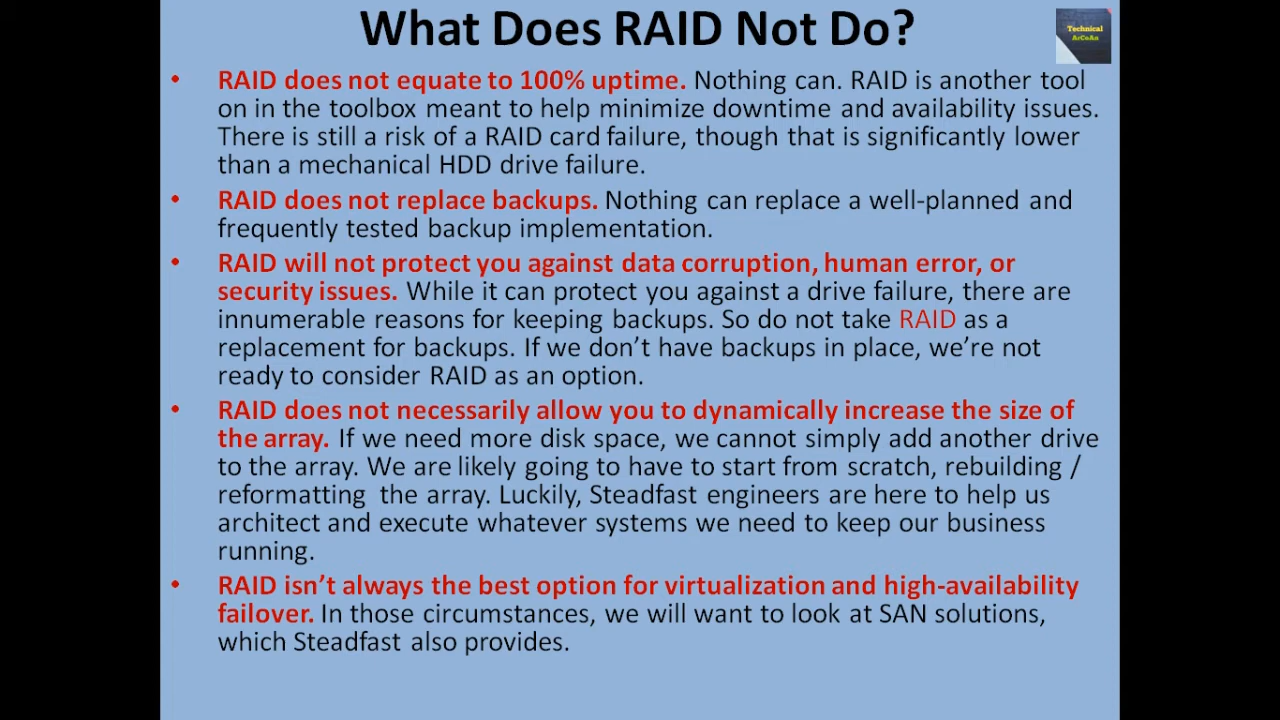 What Does RAID Not Do?
Technical
ArCoAn
• RAID does not equate to 100% uptime. Nothing can. RAID is another tool
on in the toolbox meant to help minimize downtime and availability issues.
There is still a risk of a RAID card failure, though that is significantly lower
than a mechanical HDD drive failure.
• RAID does not replace backups. Nothing can replace a well-planned and
frequently tested backup implementation.
• RAID will not protect you against data corruption, human error, or
security issues. While it can protect you against a drive failure, there are
innumerable reasons for keeping backups. So do not take RAID as a
replacement for backups. If we don’t have backups in place, we’re not
ready to consider RAID as an option.
• RAID does not necessarily allow you to dynamically increase the size of
the array. If we need more disk space, we cannot simply add another drive
to the array. We are likely going to have to start from scratch, rebuilding /
reformatting the array. Luckily, Steadfast engineers are here to help us
architect and execute whatever systems we need to keep our business
running.
• RAID isn’t always the best option for virtualization and high-availability
failover. In those circumstances, we will want to look at SAN solutions,
which Steadfast also provides.